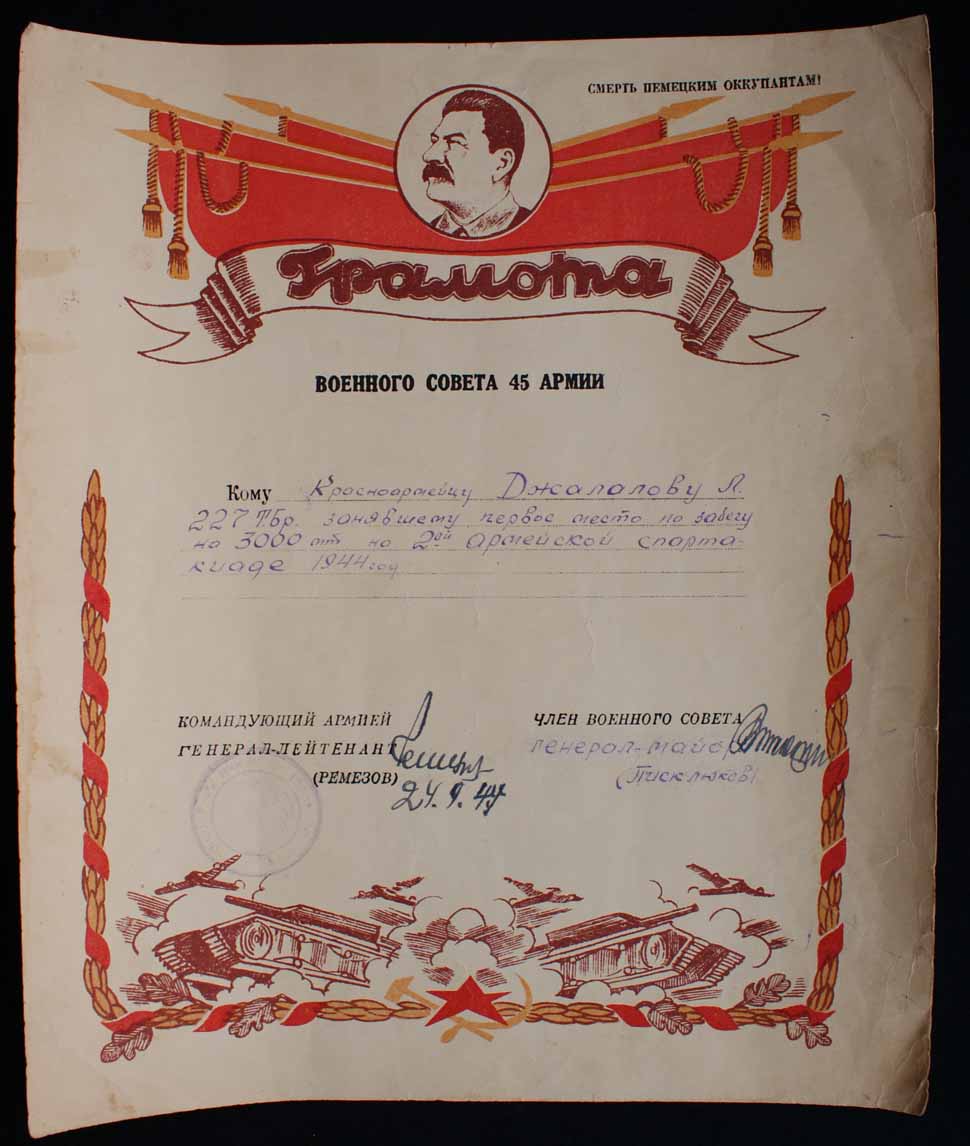 СМЕРТЬ НЕМЕЦКИМ ОККУПАНТАМ!
Грамота
ВОЕННОГО СОВЕТА 45 АРМИИ
Кому Красноармейцу Джалалову Л.
227 Т.бр. занявшему первое место по забегу
на 3000 мт на 2ой Армейской спарта-
киаде 1944 год
КОМАНДУЮЩИЙ АРМИЕЙ
ГЕНЕРАЛ-ЛЕЙТЕНАНТ
(РЕМЕЗОВ)
24.9.44
ЧЛЕН ВОЕННОГО СОВЕТА
генерал-майор
(Писклюков)